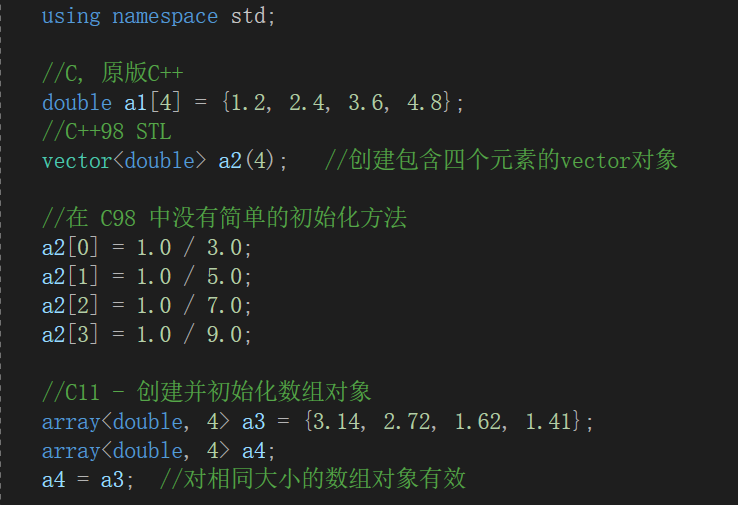 using namespace std;
//C, 原版C++
double a1[4] = {1.2, 2.4, 3.6, 4.8};
//C++98 STL
vector<double> a2(4);   //创建包含四个元素的vector对象
//在 C98 中没有简单的初始化方法
a2[0] = 1.0 / 3.0;
a2[1] = 1.0 / 5.0;
a2[2] = 1.0 / 7.0;
a2[3] = 1.0 / 9.0;
//C11 - 创建并初始化数组对象
array<double, 4> a3 = {3.14, 2.72, 1.62, 1.41};
array<double, 4> a4;
a4 = a3;  //对相同大小的数组对象有效